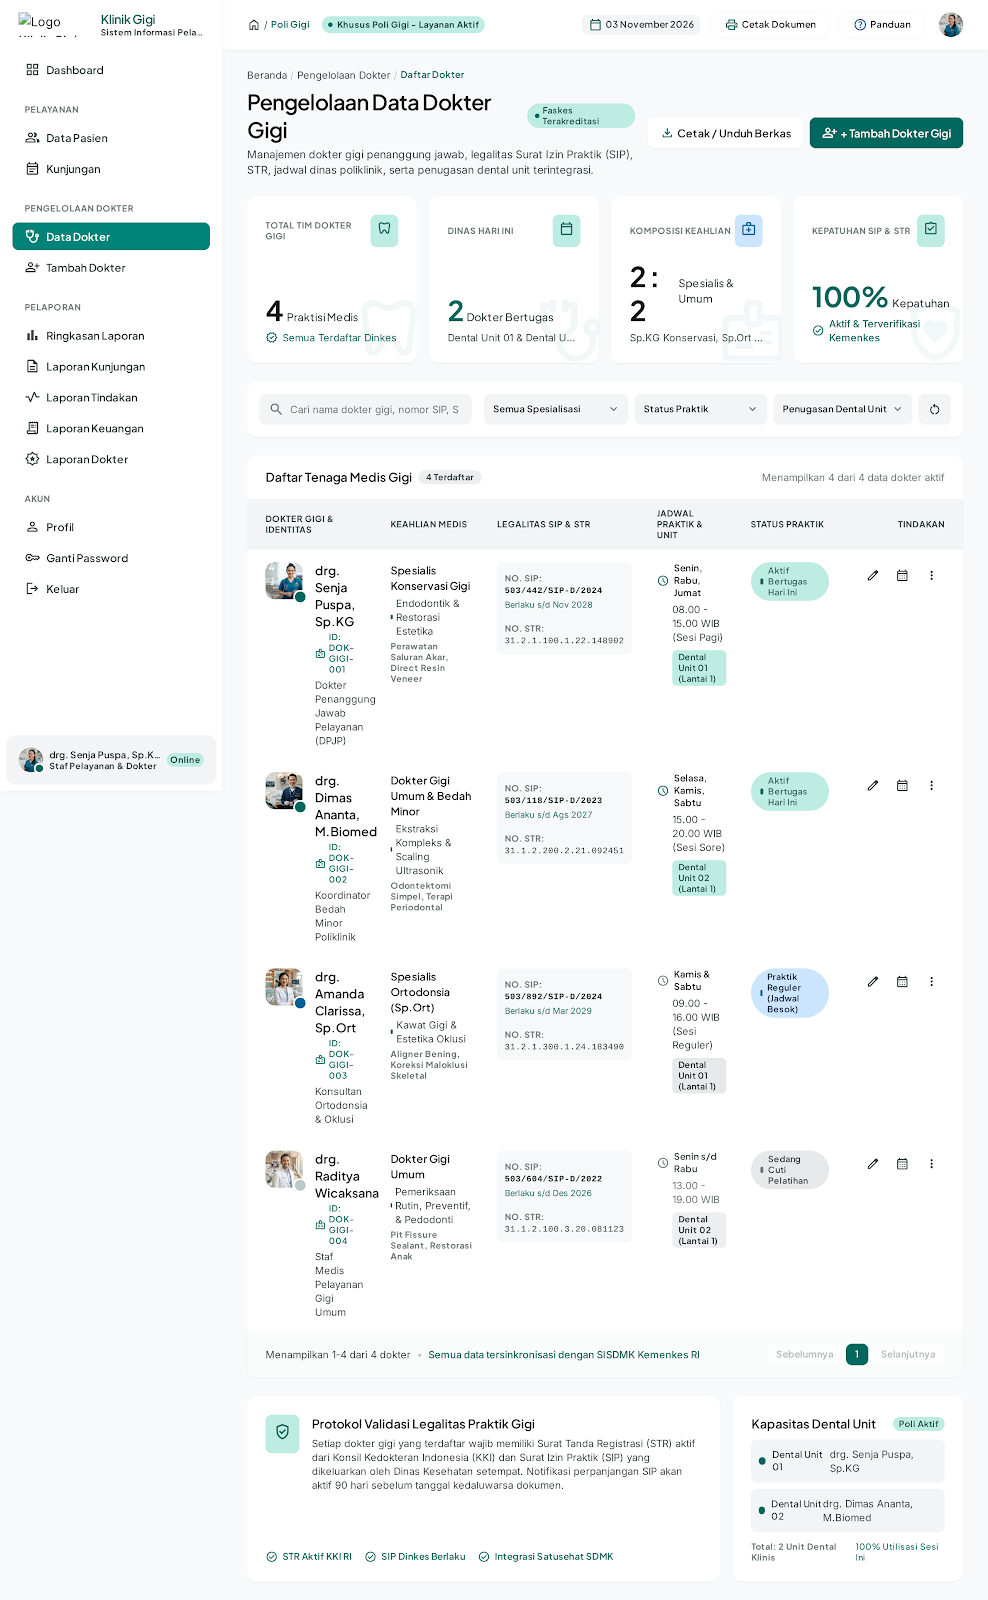 Logo
Klinik Gigi
Klinik Gigi
Sistem Informasi Pela...
Dashboard
PELAYANAN
Data Pasien
Kunjungan
PENGELOLAAN DOKTER
Data Dokter
Tambah Dokter
PELAPORAN
Ringkasan Laporan
Laporan Kunjungan
Laporan Tindakan
Laporan Keuangan
Laporan Dokter
AKUN
Profil
Ganti Password
Keluar
drg. Senja Puspa, Sp.K...
Staf Pelayanan & Dokter
Online
/ Poli Gigi
Khusus Poli Gigi - Layanan Aktif
03 November 2026
Cetak Dokumen
Panduan
Beranda / Pengelolaan Dokter / Daftar Dokter
Pengelolaan Data Dokter
Gigi
Faskes
Terakreditasi
Manajemen dokter gigi penanggung jawab, legalitas Surat Izin Praktik (SIP),
STR, jadwal dinas poliklinik, serta penugasan dental unit terintegrasi.
Cetak / Unduh Berkas
+ Tambah Dokter Gigi
TOTAL TIM DOKTER
GIGI
4 Praktisi Medis
Semua Terdaftar Dinkes
DINAS HARI INI
2 Dokter Bertugas
Dental Unit 01 & Dental U...
KOMPOSISI KEAHLIAN
2 :
2
Spesialis &
Umum
Sp.KG Konservasi, Sp.Ort ...
KEPATUHAN SIP & STR
100% Kepatuhan
Aktif & Terverifikasi
Kemenkes
Cari nama dokter gigi, nomor SIP, S
Semua Spesialisasi
Status Praktik
Penugasan Dental Unit
Daftar Tenaga Medis Gigi
4 Terdaftar
Menampilkan 4 dari 4 data dokter aktif
DOKTER GIGI &
IDENTITAS
KEAHLIAN MEDIS
LEGALITAS SIP & STR
JADWAL
PRAKTIK &
UNIT
STATUS PRAKTIK
TINDAKAN
drg.
Senja
Puspa,
Sp.KG
ID:
DOK-
GIGI-
001
Dokter
Penanggung
Jawab
Pelayanan
(DPJP)
Spesialis
Konservasi Gigi
Endodontik &
Restorasi
Estetika
Perawatan
Saluran Akar,
Direct Resin
Veneer
NO. SIP:
503/442/SIP-D/2024
Berlaku s/d Nov 2028
NO. STR:
31.2.1.100.1.22.148902
Senin,
Rabu,
Jumat
08.00 -
15.00 WIB
(Sesi Pagi)
Dental
Unit 01
(Lantai 1)
Aktif
Bertugas
Hari Ini
drg.
Dimas
Ananta,
M.Biomed
ID:
DOK-
GIGI-
002
Koordinator
Bedah
Minor
Poliklinik
Dokter Gigi
Umum & Bedah
Minor
Ekstraksi
Kompleks &
Scaling
Ultrasonik
Odontektomi
Simpel, Terapi
Periodontal
NO. SIP:
503/118/SIP-D/2023
Berlaku s/d Ags 2027
NO. STR:
31.1.2.200.2.21.092451
Selasa,
Kamis,
Sabtu
15.00 -
20.00 WIB
(Sesi Sore)
Dental
Unit 02
(Lantai 1)
Aktif
Bertugas
Hari Ini
drg.
Amanda
Clarissa,
Sp.Ort
ID:
DOK-
GIGI-
003
Konsultan
Ortodonsia
& Oklusi
Spesialis
Ortodonsia
(Sp.Ort)
Kawat Gigi &
Estetika Oklusi
Aligner Bening,
Koreksi Maloklusi
Skeletal
NO. SIP:
503/892/SIP-D/2024
Berlaku s/d Mar 2029
NO. STR:
31.2.1.300.1.24.183490
Kamis &
Sabtu
09.00 -
16.00 WIB
(Sesi
Reguler)
Dental
Unit 01
(Lantai 1)
Praktik
Reguler
(Jadwal
Besok)
drg.
Raditya
Wicaksana
ID:
DOK-
GIGI-
004
Staf
Medis
Pelayanan
Gigi
Umum
Dokter Gigi
Umum
Pemeriksaan
Rutin, Preventif,
& Pedodonti
Pit Fissure
Sealant, Restorasi
Anak
NO. SIP:
503/604/SIP-D/2022
Berlaku s/d Des 2026
NO. STR:
31.1.2.100.3.20.081123
Senin s/d
Rabu
13.00 -
19.00 WIB
Dental
Unit 02
(Lantai 1)
Sedang
Cuti
Pelatihan
Menampilkan 1-4 dari 4 dokter
Semua data tersinkronisasi dengan SISDMK Kemenkes RI
Sebelumnya
1
Selanjutnya
Protokol Validasi Legalitas Praktik Gigi
Setiap dokter gigi yang terdaftar wajib memiliki Surat Tanda Registrasi (STR) aktif
dari Konsil Kedokteran Indonesia (KKI) dan Surat Izin Praktik (SIP) yang
dikeluarkan oleh Dinas Kesehatan setempat. Notifikasi perpanjangan SIP akan
aktif 90 hari sebelum tanggal kedaluwarsa dokumen.
STR Aktif KKI RI
SIP Dinkes Berlaku
Integrasi Satusehat SDMK
Kapasitas Dental Unit
Poli Aktif
Dental Unit
01
drg. Senja Puspa,
Sp.KG
Dental Unit
02
drg. Dimas Ananta,
M.Biomed
Total: 2 Unit Dental
Klinis
100% Utilisasi Sesi
Ini